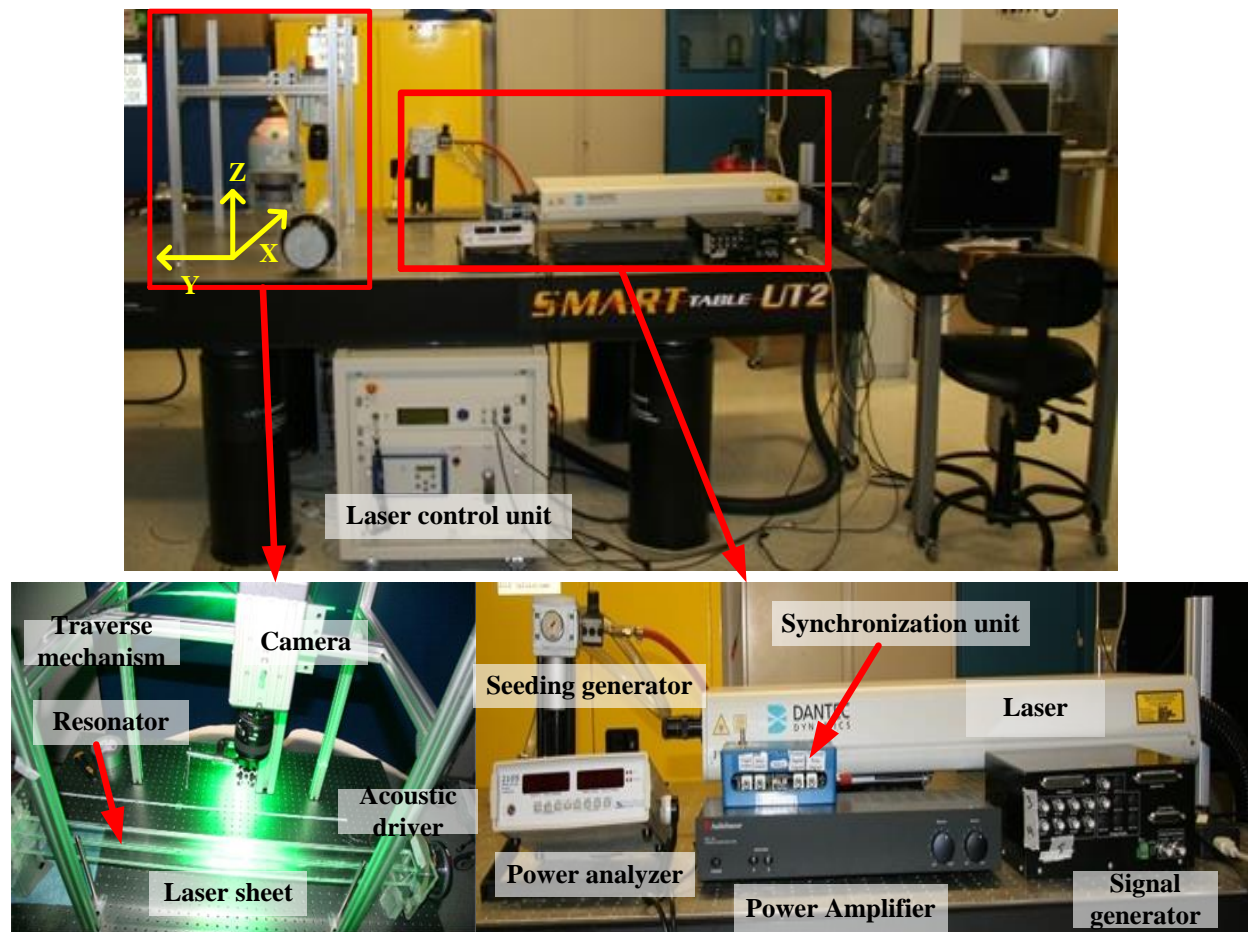 Z
X
Y
DANTEC
SMART TABLE UT2
Laser control unit
Traverse
mechanism
Camera
Resonator
Acoustic
driver
Laser sheet
Synchronization unit
Seeding generator
DANTEC
DYNAMICS
Laser
Power analyzer
Power Amplifier
Signal
generator